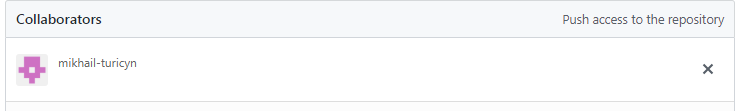 Collaborators
Push access to the repository
mikhail-turicyn